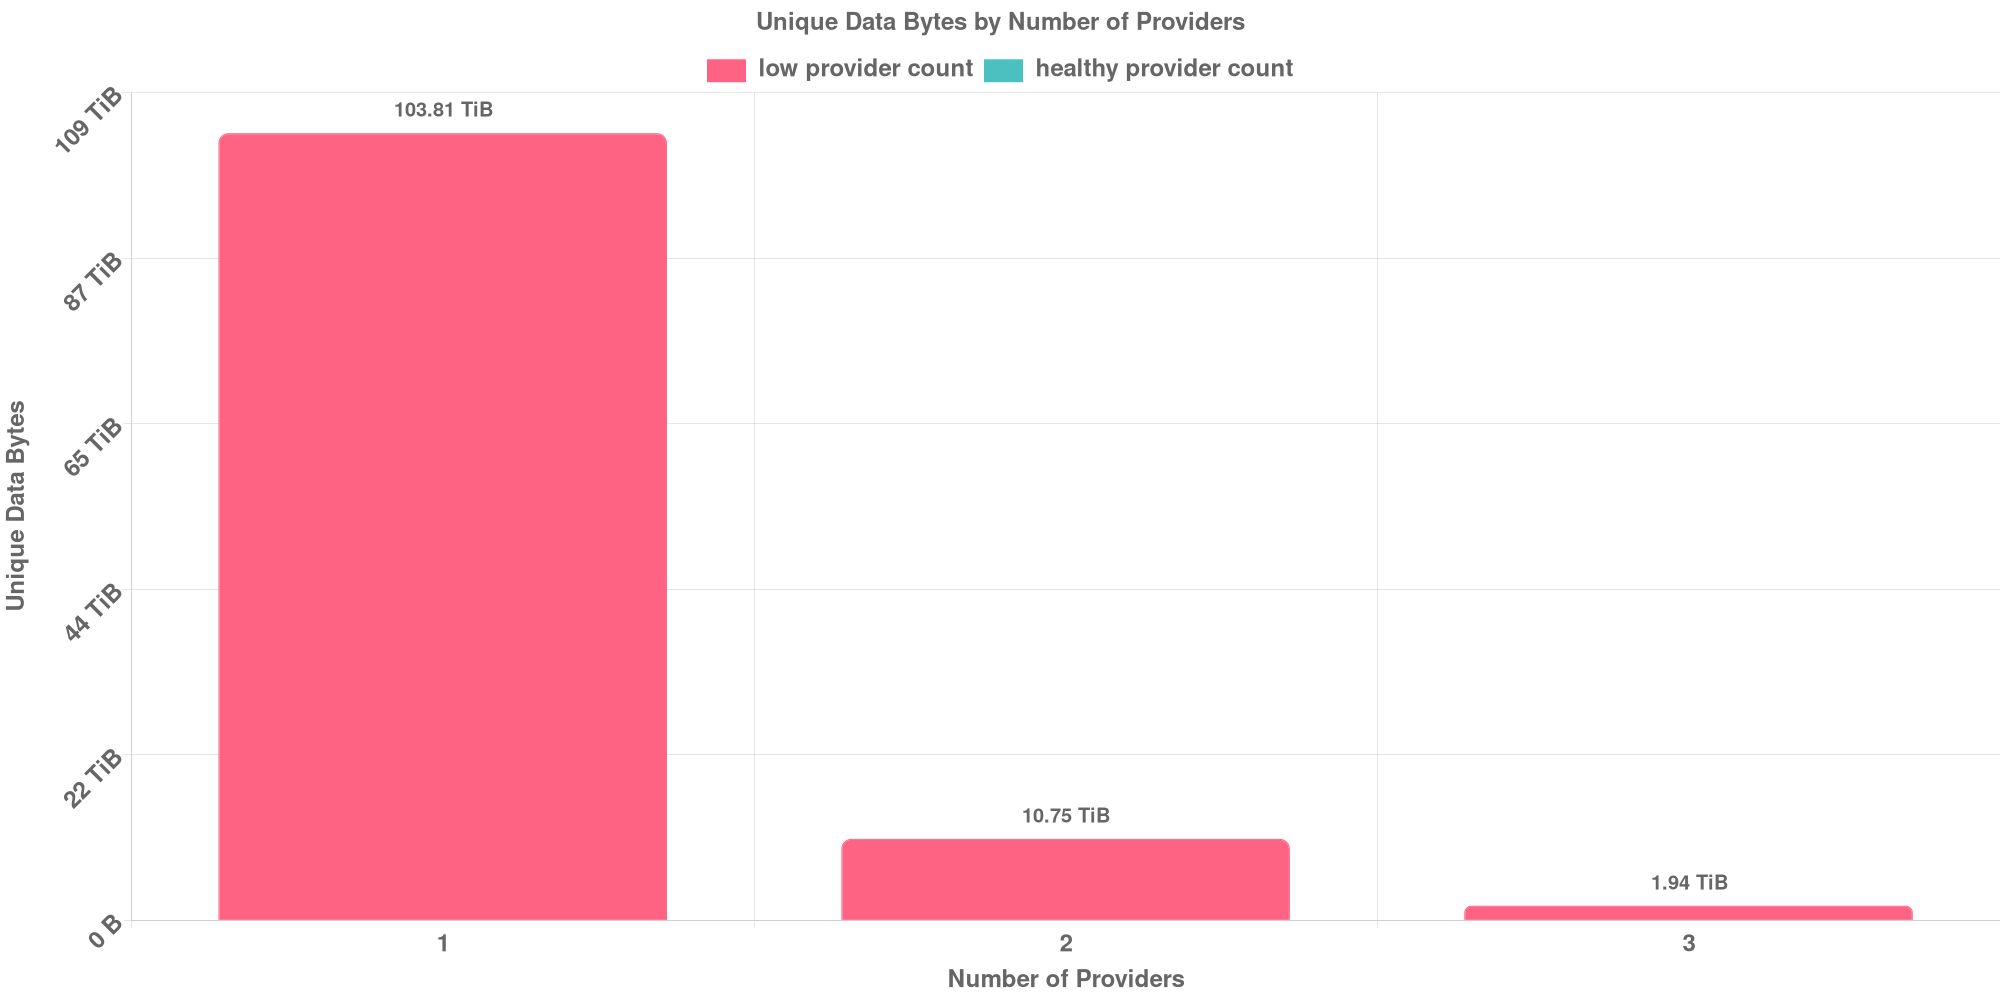 Unique Data Bytes by Number of Providers
low provider count healthy provider count
109 TiB
87 TiB
65 TiB
44 TiB
22 TiB
0 B
Unique Data Bytes
103.81 TiB
10.75 TiB
1.94 TiB
1 2 3
Number of Providers